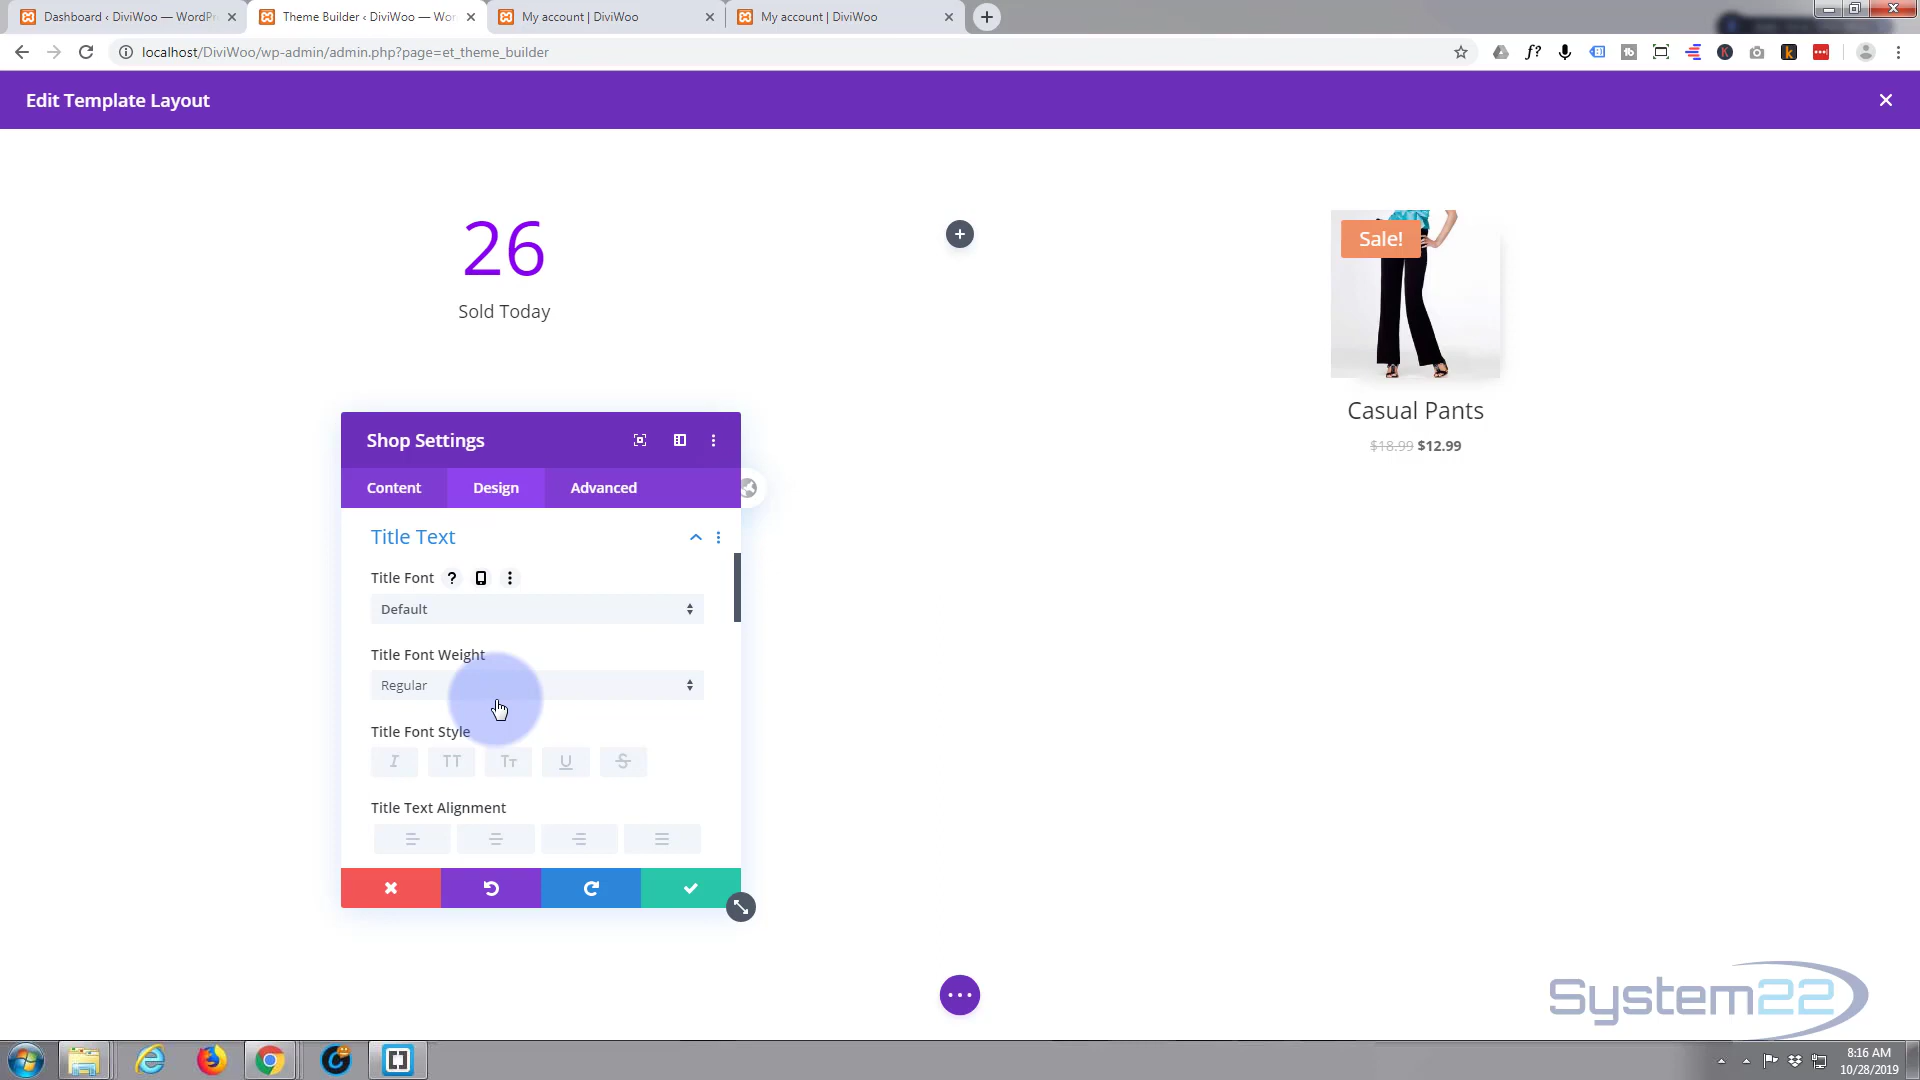 Dashboard ‹ DiviWoo — WordPr
Theme Builder ‹ DiviWoo — Wor
My account | DiviWoo
My account | DiviWoo
localhost/DiviWoo/wp-admin/admin.php?page=et_theme_builder
Edit Template Layout
26
Sold Today
Sale!
Casual Pants
$18.99 $12.99
Shop Settings
Content
Design
Advanced
Title Text
Title Font
Default
Title Font Weight
Regular
Title Font Style
I TT Tт U S
Title Text Alignment
System22
8:16 AM
10/28/2019